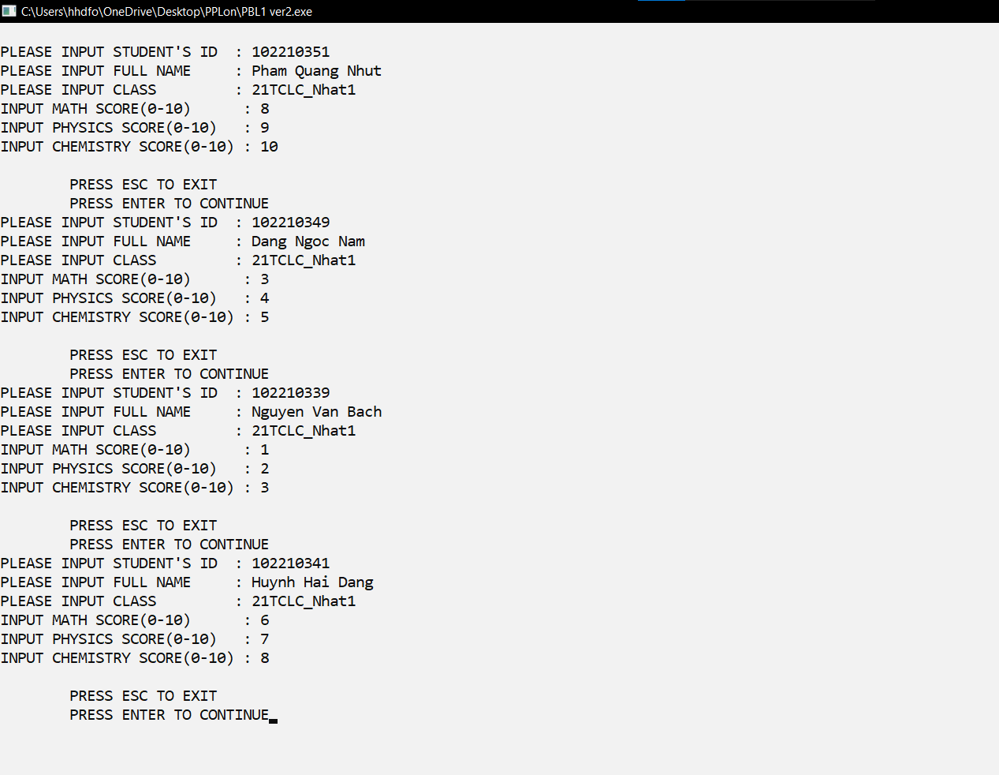 C:\Users\hhdfo\OneDrive\Desktop\PPLon\PBL1 ver2.exe
PLEASE INPUT STUDENT'S ID  : 102210351
PLEASE INPUT FULL NAME     : Pham Quang Nhut
PLEASE INPUT CLASS         : 21TCLC_Nhat1
INPUT MATH SCORE(0-10)      : 8
INPUT PHYSICS SCORE(0-10)   : 9
INPUT CHEMISTRY SCORE(0-10) : 10
PRESS ESC TO EXIT
PRESS ENTER TO CONTINUE
PLEASE INPUT STUDENT'S ID  : 102210349
PLEASE INPUT FULL NAME     : Dang Ngoc Nam
PLEASE INPUT CLASS         : 21TCLC_Nhat1
INPUT MATH SCORE(0-10)      : 3
INPUT PHYSICS SCORE(0-10)   : 4
INPUT CHEMISTRY SCORE(0-10) : 5
PRESS ESC TO EXIT
PRESS ENTER TO CONTINUE
PLEASE INPUT STUDENT'S ID  : 102210339
PLEASE INPUT FULL NAME     : Nguyen Van Bach
PLEASE INPUT CLASS         : 21TCLC_Nhat1
INPUT MATH SCORE(0-10)      : 1
INPUT PHYSICS SCORE(0-10)   : 2
INPUT CHEMISTRY SCORE(0-10) : 3
PRESS ESC TO EXIT
PRESS ENTER TO CONTINUE
PLEASE INPUT STUDENT'S ID  : 102210341
PLEASE INPUT FULL NAME     : Huynh Hai Dang
PLEASE INPUT CLASS         : 21TCLC_Nhat1
INPUT MATH SCORE(0-10)      : 6
INPUT PHYSICS SCORE(0-10)   : 7
INPUT CHEMISTRY SCORE(0-10) : 8
PRESS ESC TO EXIT
PRESS ENTER TO CONTINUE